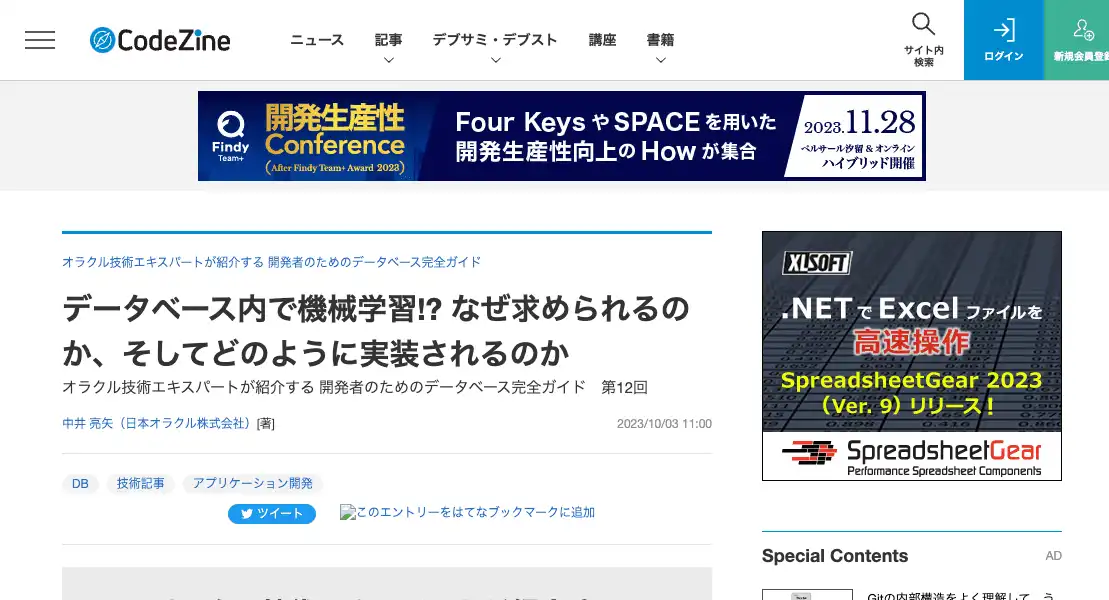 CodeZine
ニュース
記事
デブサミ・デブスト
講座
書籍
サイト内
検索
ログイン
新規会員登録
Findy
Team+
開発生産性
Conference
(After Findy Team+ Award 2023)
Four Keys や SPACE を用いた
開発生産性向上の How が集合
2023.11.28
ベルサール汐留 & オンライン
ハイブリッド開催
オラクル技術エキスパートが紹介する 開発者のためのデータベース完全ガイド
データベース内で機械学習!? なぜ求められるの
か、そしてどのように実装されるのか
オラクル技術エキスパートが紹介する 開発者のためのデータベース完全ガイド　第12回
中井 亮矢（日本オラクル株式会社）[著]
2023/10/03 11:00
DB
技術記事
アプリケーション開発
ツイート
このエントリーをはてなブックマークに追加
XLSOFT
.NET で Excel ファイルを
高速操作
SpreadsheetGear 2023
（Ver. 9）リリース！
SpreadsheetGear
Performance Spreadsheet Components
Special Contents
AD
Gitの内部構造をよく理解して、う